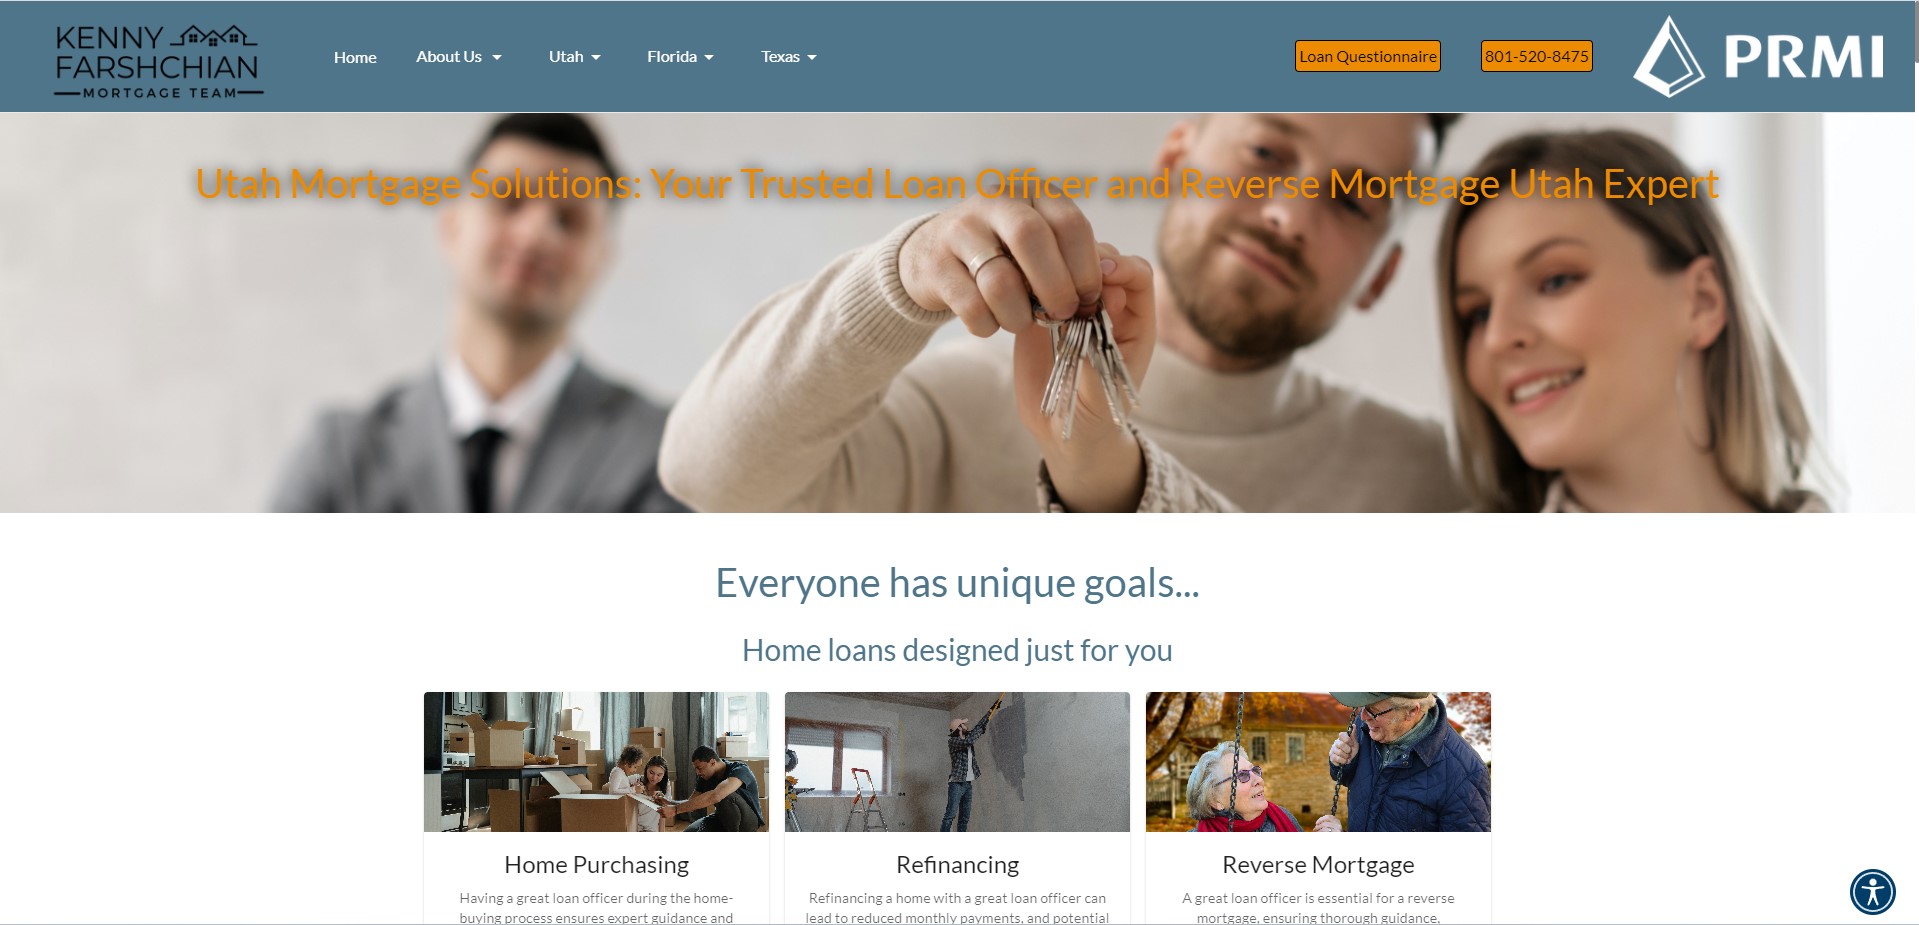 KENNY
FARSHCHIAN
MORTGAGE TEAM
Home
About Us
Utah
Florida
Texas
Loan Questionnaire
801-520-8475
PRMI
Utah Mortgage Solutions: Your Trusted Loan Officer and Reverse Mortgage Utah Expert
Everyone has unique goals...
Home loans designed just for you
Home Purchasing
Having a great loan officer during the home-
buying process ensures expert guidance and
Refinancing
Refinancing a home with a great loan officer can
lead to reduced monthly payments, and potential
Reverse Mortgage
A great loan officer is essential for a reverse
mortgage, ensuring thorough guidance,